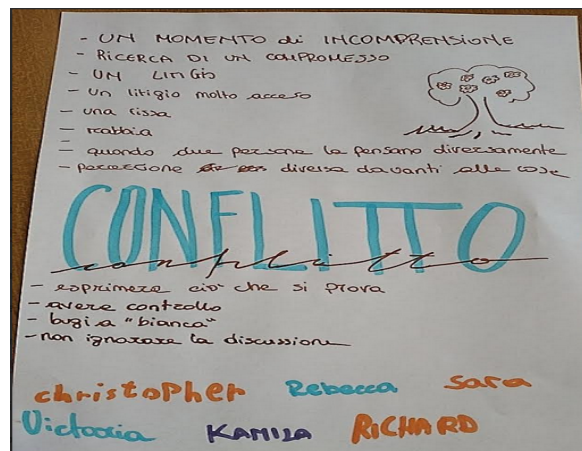 - UN MOMENTO di INCOMPRENSIONE
- RICERCA DI UN COMPROMESSO
- UN LITIGIO
- un litigio molto acceso
- una rissa
- rabbia
- quando due persone la pensano diversamente
- percezione diversa davanti alle cose
CONFLITTO
conflitto
- esprimere ciò che si prova
- avere controllo
- bugia "bianca"
- non ignorare la discussione
christopher Rebecca Sara
Victoria KAMILA RICHARD